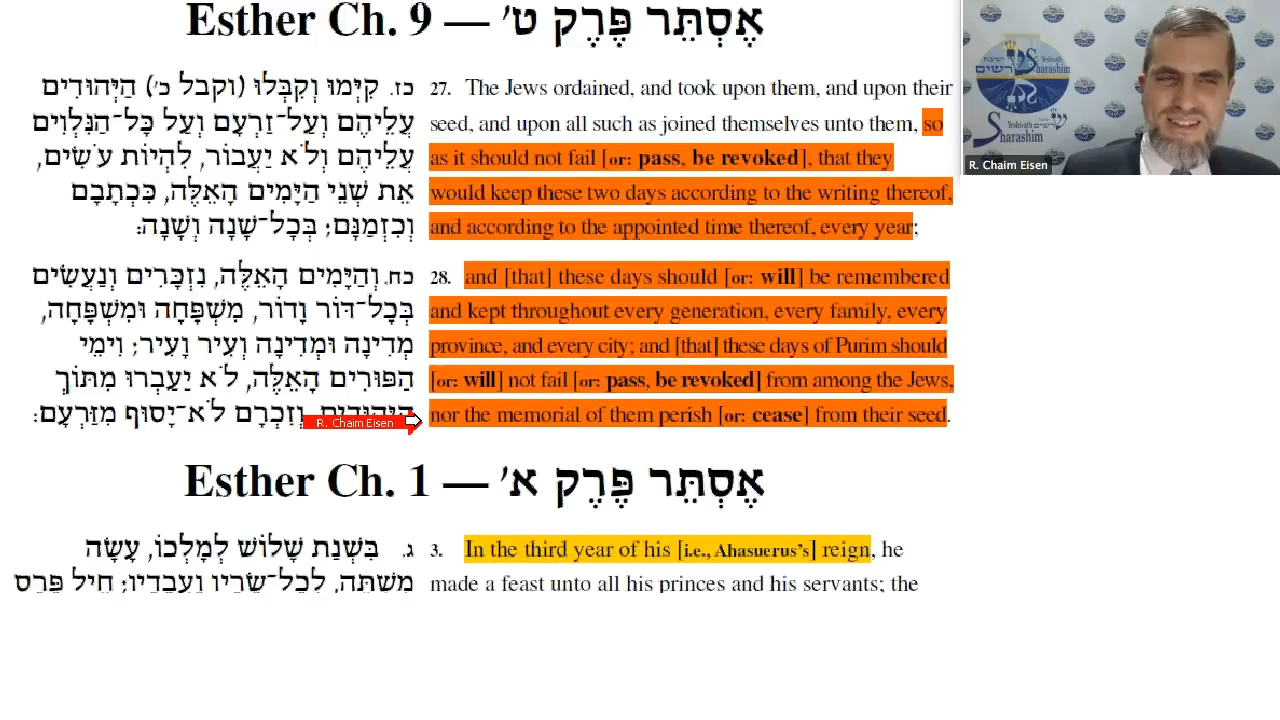 Esther Ch. 9 — אֶסְתֵּר פֶּרֶק ט׳
כז. קִיְּמוּ וְקִבְּלוּ (וקבל כ׳) הַיְּהוּדִים
עֲלֵיהֶם וְעַל־זַרְעָם וְעַל כָּל־הַנִּלְוִים
עֲלֵיהֶם וְלֹא יַעֲבוֹר, לִהְיוֹת עֹשִׂים,
אֵת שְׁנֵי הַיָּמִים הָאֵלֶּה, כִּכְתָבָם
וְכִזְמַנָּם; בְּכָל־שָׁנָה וְשָׁנָה:
27. The Jews ordained, and took upon them, and upon their
seed, and upon all such as joined themselves unto them, so
as it should not fail [or: pass, be revoked], that they
would keep these two days according to the writing thereof,
and according to the appointed time thereof, every year;
כח. וְהַיָּמִים הָאֵלֶּה, נִזְכָּרִים וְנַעֲשִׂים
בְּכָל־דּוֹר וָדוֹר, מִשְׁפָּחָה וּמִשְׁפָּחָה,
מְדִינָה וּמְדִינָה וְעִיר וָעִיר; וִימֵי
הַפּוּרִים הָאֵלֶּה, לֹא יַעַבְרוּ מִתּוֹךְ
הַיְּהוּדִים, וְזִכְרָם לֹא־יָסוּף מִזַּרְעָם:
28. and [that] these days should [or: will] be remembered
and kept throughout every generation, every family, every
province, and every city; and [that] these days of Purim should
[or: will] not fail [or: pass, be revoked] from among the Jews,
nor the memorial of them perish [or: cease] from their seed.
R. Chaim Eisen
Esther Ch. 1 — אֶסְתֵּר פֶּרֶק א׳
ג. בִּשְׁנַת שָׁלוֹשׁ לְמָלְכוֹ, עָשָׂה
מִשְׁתֶּה, לְכָל־שָׂרָיו וַעֲבָדָיו; חֵיל פָּרַס
3. In the third year of his [i.e., Ahasuerus's] reign, he
made a feast unto all his princes and his servants; the
ישיבת
שרשים
Sharashim
Yeshivath שרשים
Sharashim
R. Chaim Eisen